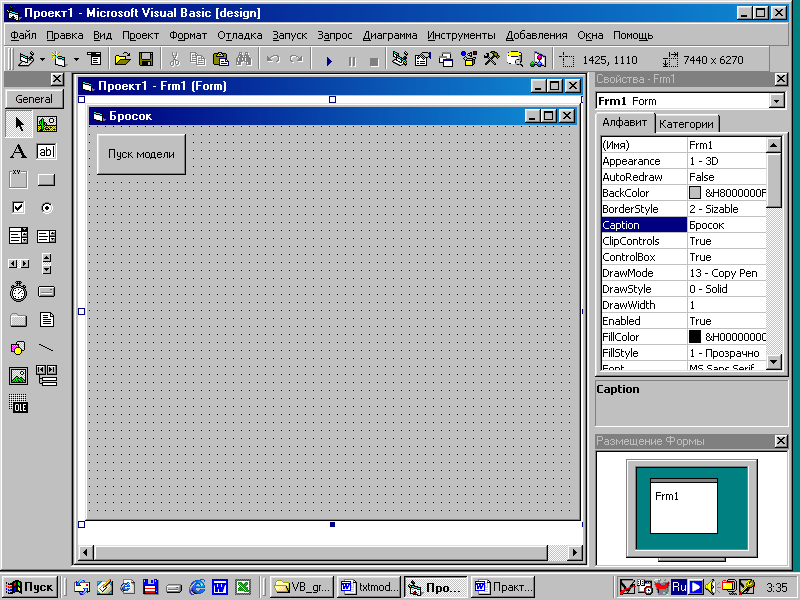 Проект1 - Microsoft Visual Basic [design]
Файл Правка Вид Проект Формат Отладка Запуск Запрос Диаграмма Инструменты Добавления Окна Помощь
1425, 1110 7440 x 6270
General
A ab
xv
OLE
Проект1 - Frm1 (Form)
Бросок
Пуск модели
Свойства - Frm1
Frm1 Form
Алфавит Категории
(Имя) Frm1
Appearance 1 - 3D
AutoRedraw False
BackColor &H8000000F
BorderStyle 2 - Sizable
Caption Бросок
ClipControls True
ControlBox True
DrawMode 13 - Copy Pen
DrawStyle 0 - Solid
DrawWidth 1
Enabled True
FillColor &H00000000
FillStyle 1 - Прозрачно
Font MS Sans Serif
Caption
Размещение Формы
Frm1
Пуск VB_gr... txtmod... Про... Практ... Ru 3:35